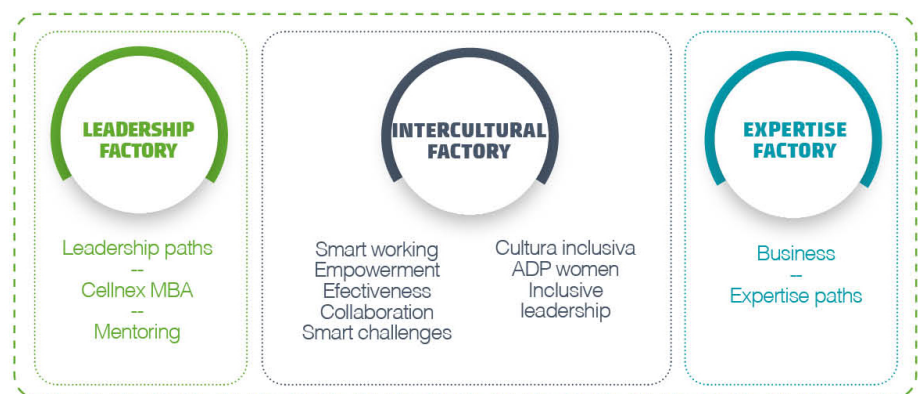 LEADERSHIP
FACTORY
Leadership paths
--
Cellnex MBA
--
Mentoring
INTERCULTURAL
FACTORY
Smart working
Empowerment
Efectiveness
Collaboration
Smart challenges
Cultura inclusiva
ADP women
Inclusive
leadership
EXPERTISE
FACTORY
Business
--
Expertise paths